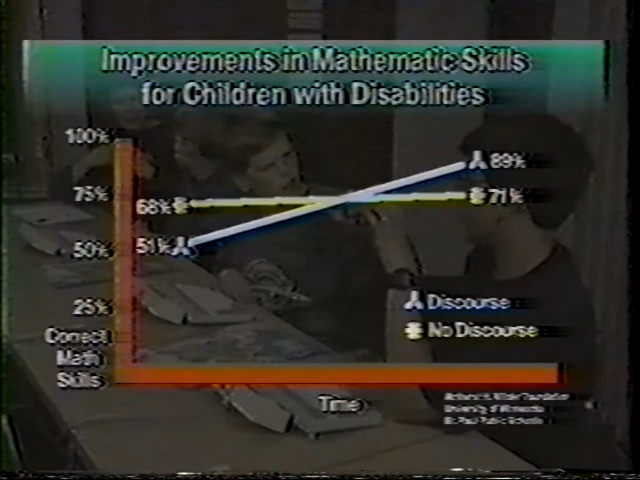 Improvements in Mathematic Skills
for Children with Disabilities
100%
89%
75%
68%
71%
50%
51%
25%
Discourse
No Discourse
Correct
Math
Skills
Time
University of Minnesota
St. Paul Public Schools